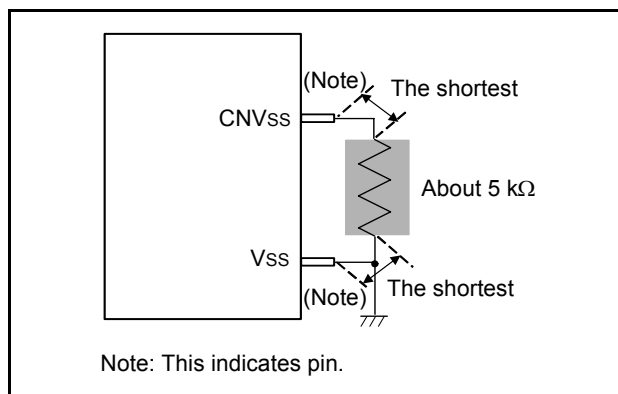 (Note)
The shortest
CNVSS
About 5 kΩ
VSS
(Note)
The shortest
Note: This indicates pin.